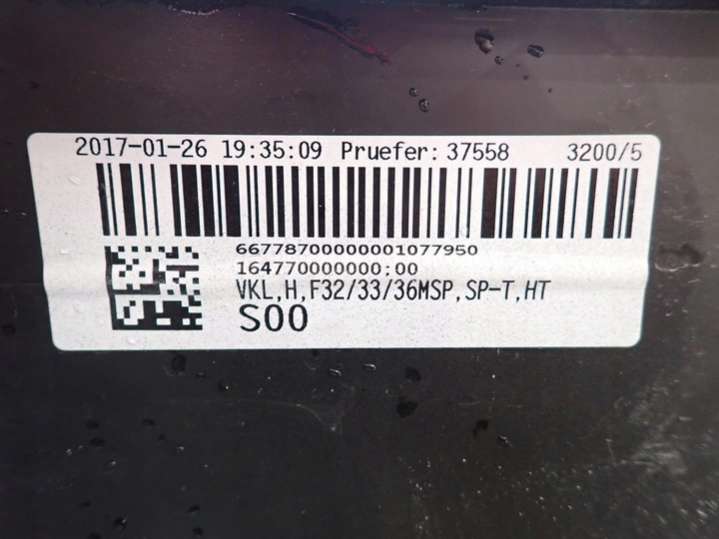 2017-01-26 19:35:09 Pruefer: 37558 3200/5
66778700000001077950
164770000000;00
VKL,H,F32/33/36MSP,SP-T,HT
S00